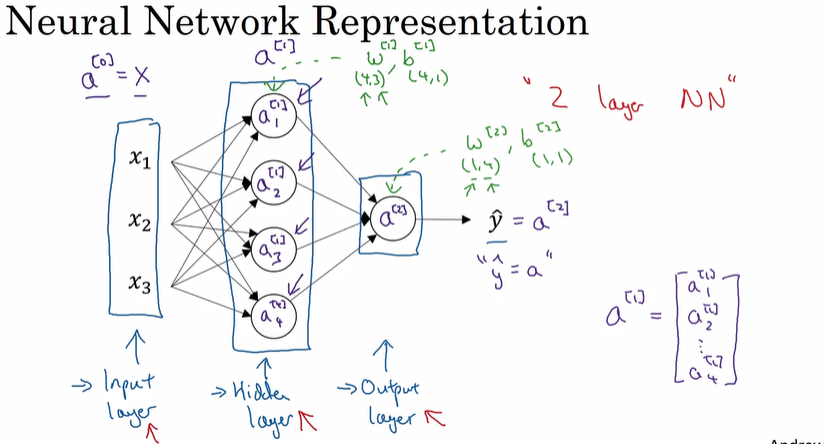 Neural Network Representation
a^[0] = X
a^[1]
w^[1], b^[1]
(4,3) (4,1)
"2 layer NN"
x₁
x₂
x₃
a₁^[1]
a₂^[1]
a₃^[1]
a₄^[1]
w^[2], b^[2]
(1,4) (1,1)
a^[2]
ŷ = a^[2]
"ŷ = a"
a^[1] = [a₁^[1]
a₂^[1]
⋮
a₄^[1]]
→ Input
layer
→ Hidden
layer
→ Output
layer
Andrew